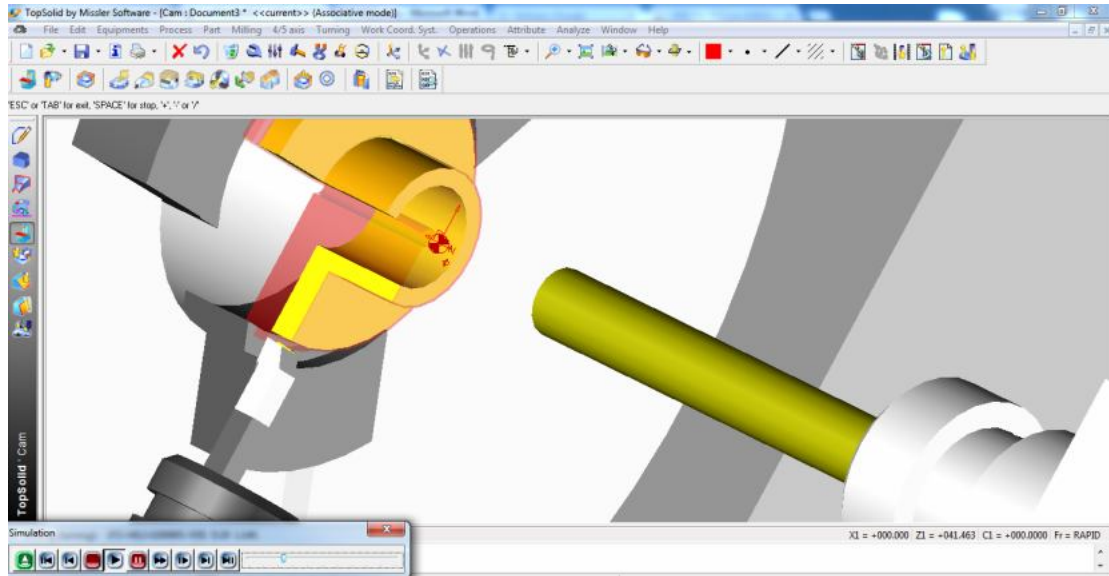 TopSolid by Missler Software - [Cam : Document3 * <<current>> (Associative mode)]
File Edit Equipments Process Part Milling 4/5 axis Turning Work Coord. Syst. Operations Attribute Analyze Window Help
'ESC' or 'TAB' for exit, 'SPACE' for stop, '+', '-' or '/'
TopSolid 'Cam
Simulation
X1 = +000.000 Z1 = +041.463 C1 = +000.0000 Fr = RAPID